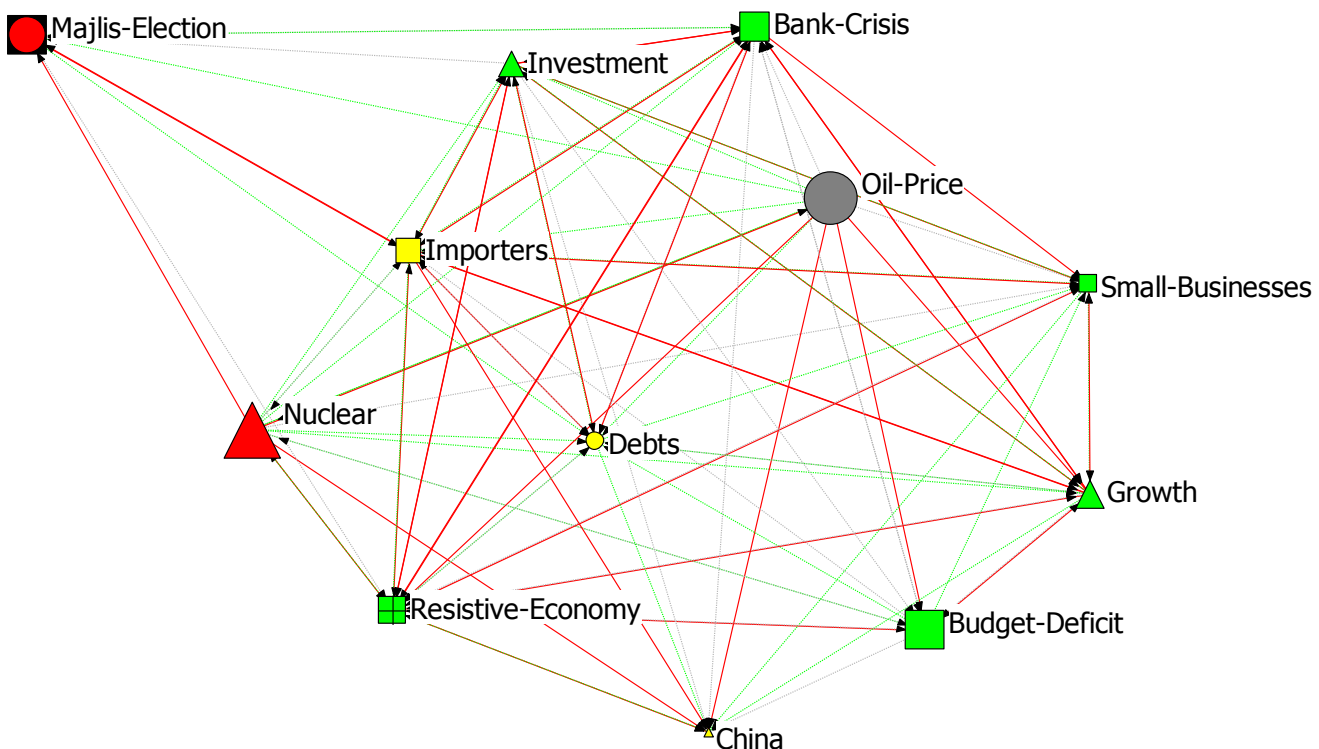 Majlis-Election
Bank-Crisis
Investment
Oil-Price
Importers
Small-Businesses
Nuclear
Debts
Growth
Resistive-Economy
Budget-Deficit
China